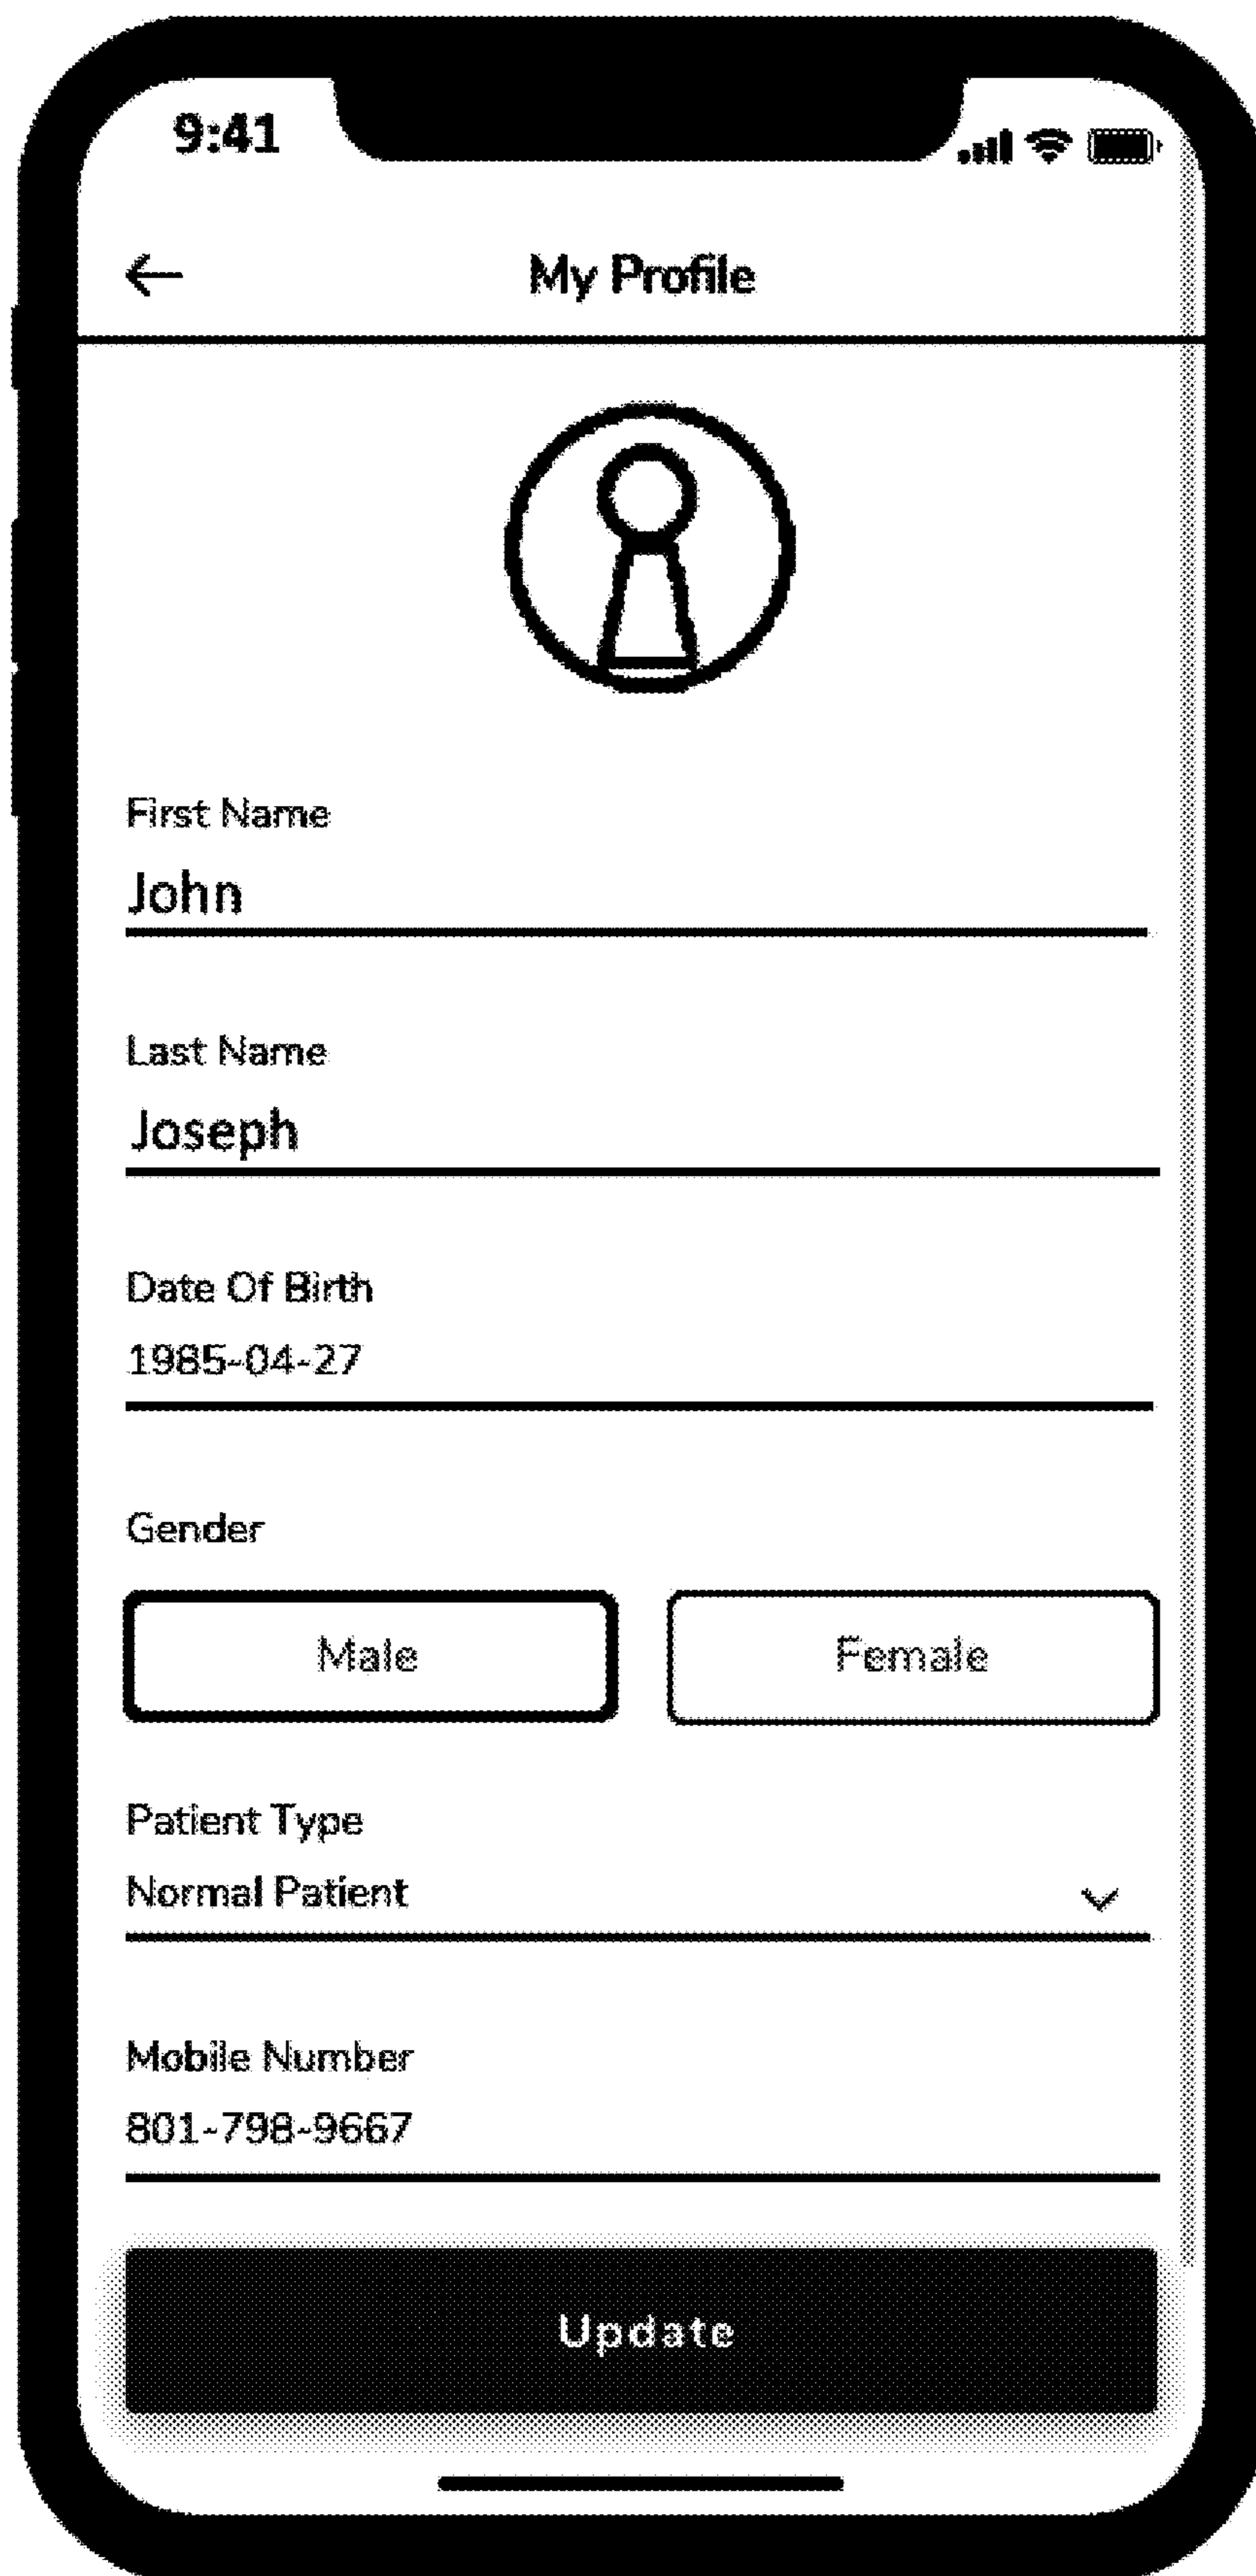 9:41
My Profile
First Name
John
Last Name
Joseph
Date Of Birth
1985-04-27
Gender
Male Female
Patient Type
Normal Patient
Mobile Number
801-798-9667
Update